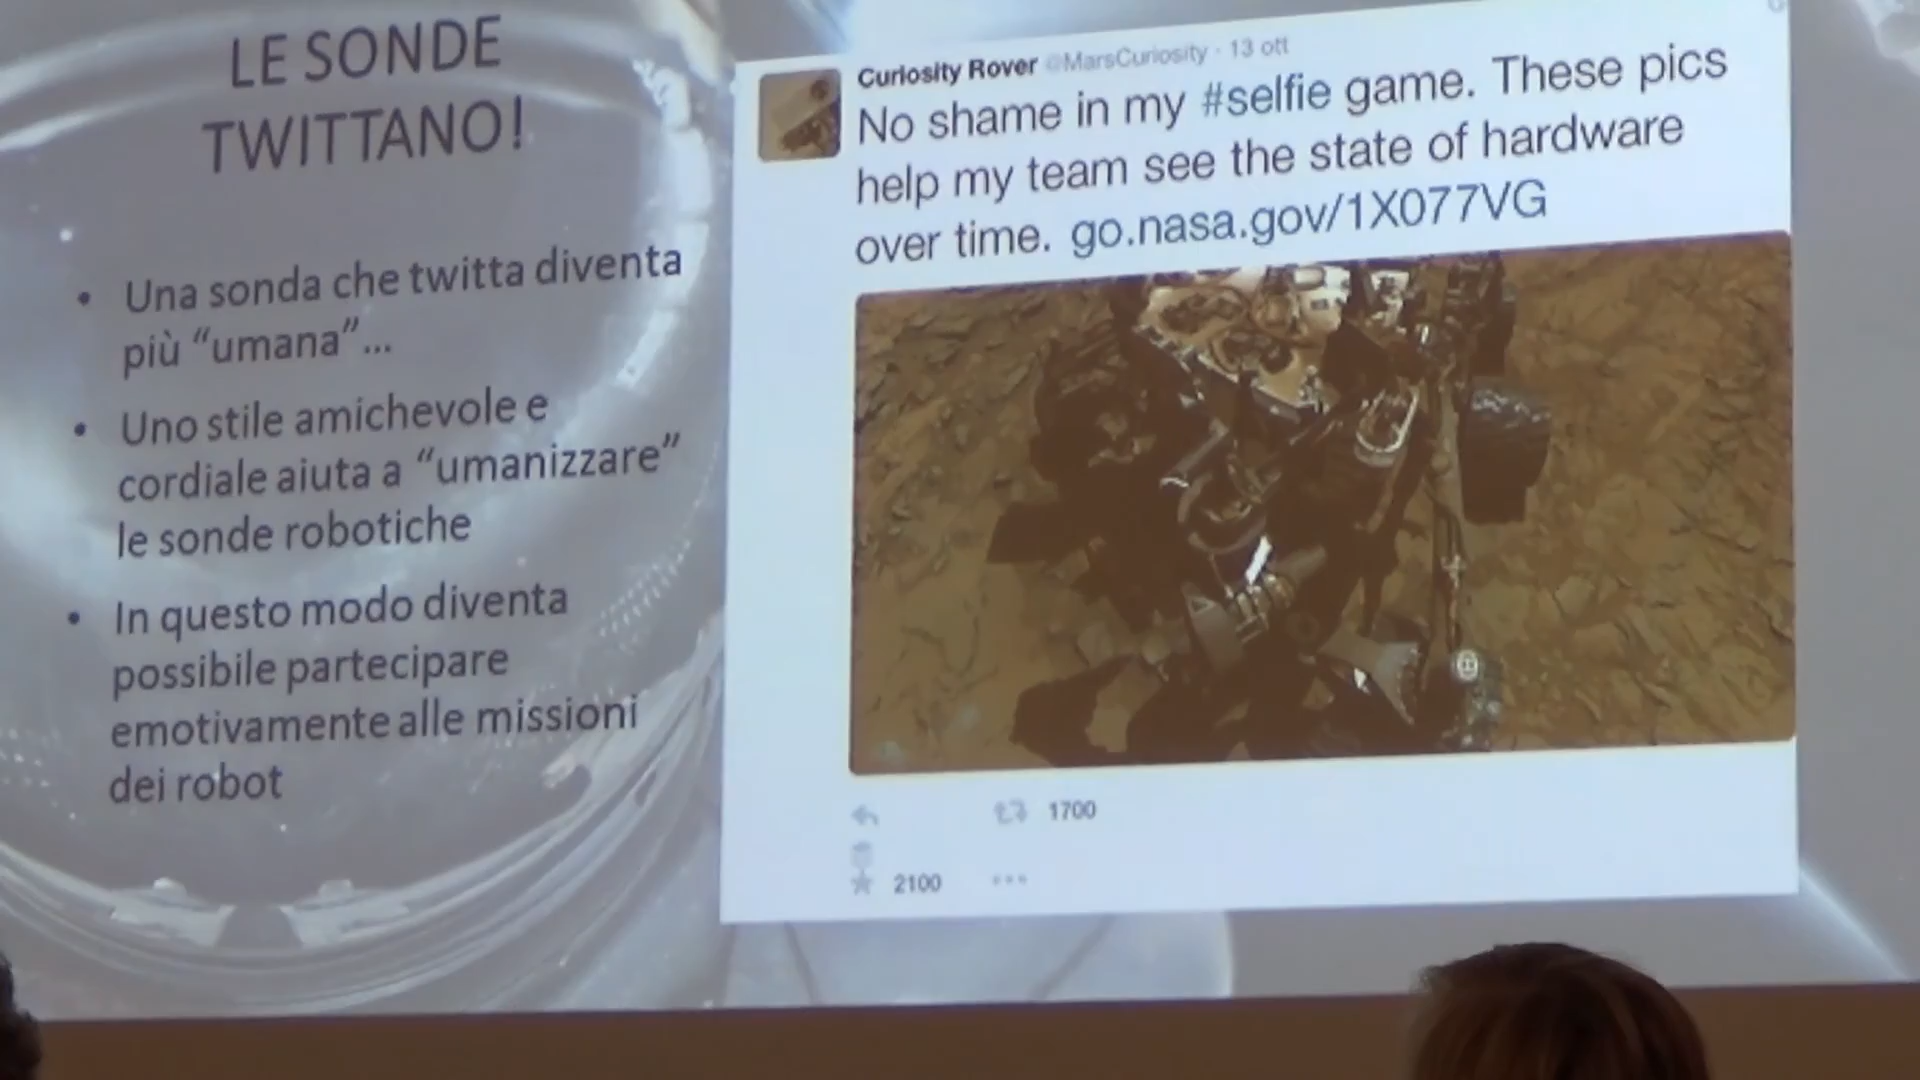 LE SONDE
TWITTANO!
• Una sonda che twitta diventa
più “umana”...
• Uno stile amichevole e
cordiale aiuta a “umanizzare”
le sonde robotiche
• In questo modo diventa
possibile partecipare
emotivamente alle missioni
dei robot
Curiosity Rover @MarsCuriosity · 13 ott
No shame in my #selfie game. These pics
help my team see the state of hardware
over time. go.nasa.gov/1X077VG
1700
2100